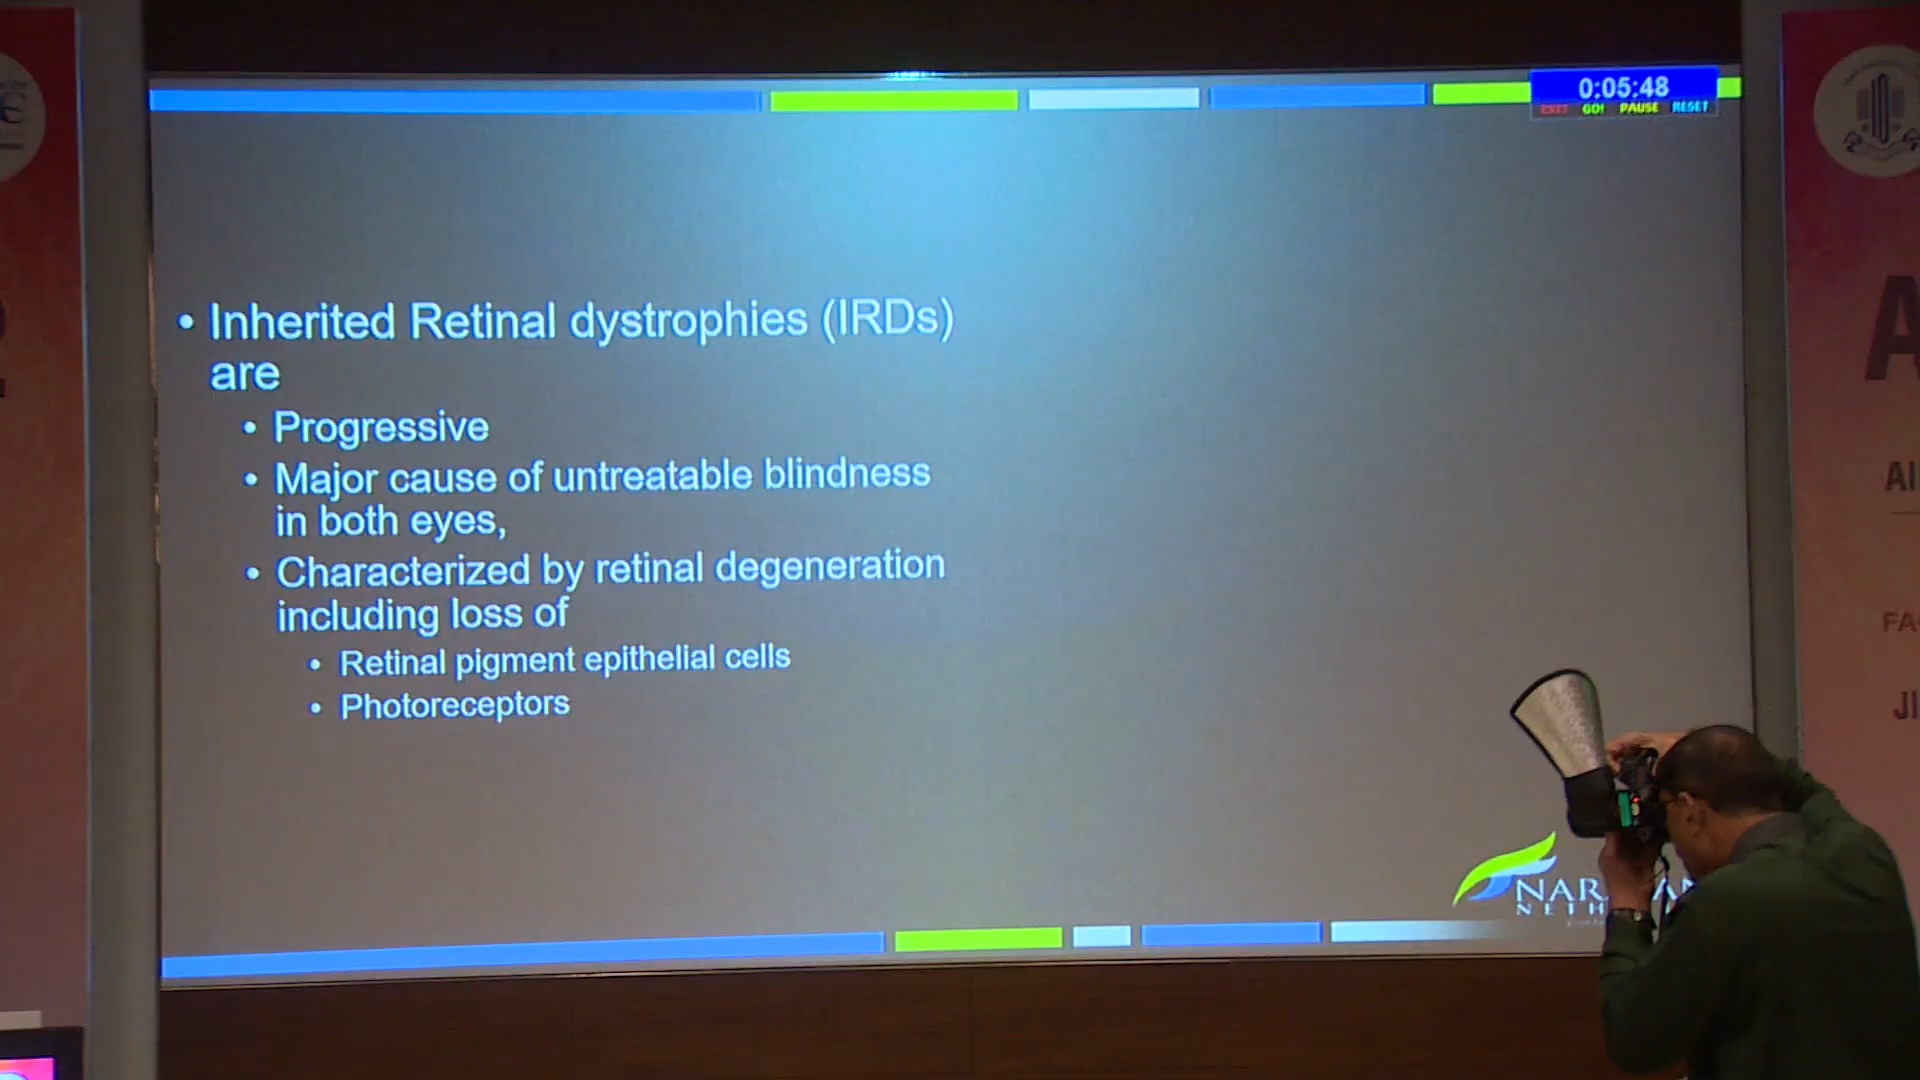 0:05:48
EXIT GO! PAUSE RESET
• Inherited Retinal dystrophies (IRDs)
are
• Progressive
• Major cause of untreatable blindness
in both eyes,
• Characterized by retinal degeneration
including loss of
• Retinal pigment epithelial cells
• Photoreceptors